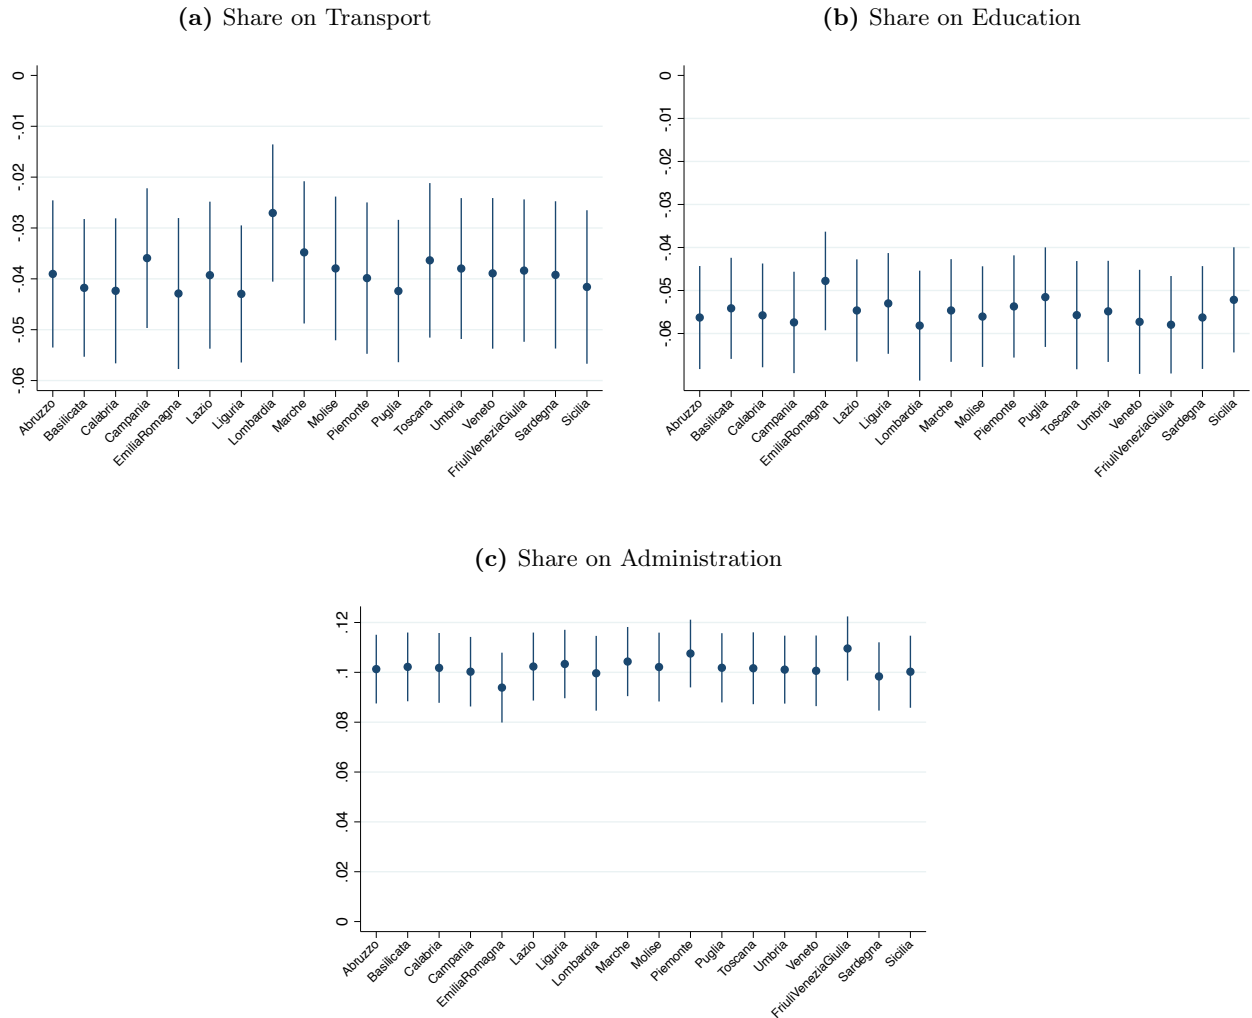 (a) Share on Transport
0
-.01
-.02
-.03
-.04
-.05
-.06
Abruzzo
Basilicata
Calabria
Campania
EmiliaRomagna
Lazio
Liguria
Lombardia
Marche
Molise
Piemonte
Puglia
Toscana
Umbria
Veneto
FriuliVeneziaGiulia
Sardegna
Sicilia
(b) Share on Education
0
-.01
-.02
-.03
-.04
-.05
-.06
Abruzzo
Basilicata
Calabria
Campania
EmiliaRomagna
Lazio
Liguria
Lombardia
Marche
Molise
Piemonte
Puglia
Toscana
Umbria
Veneto
FriuliVeneziaGiulia
Sardegna
Sicilia
(c) Share on Administration
.12
.1
.08
.06
.04
.02
0
Abruzzo
Basilicata
Calabria
Campania
EmiliaRomagna
Lazio
Liguria
Lombardia
Marche
Molise
Piemonte
Puglia
Toscana
Umbria
Veneto
FriuliVeneziaGiulia
Sardegna
Sicilia